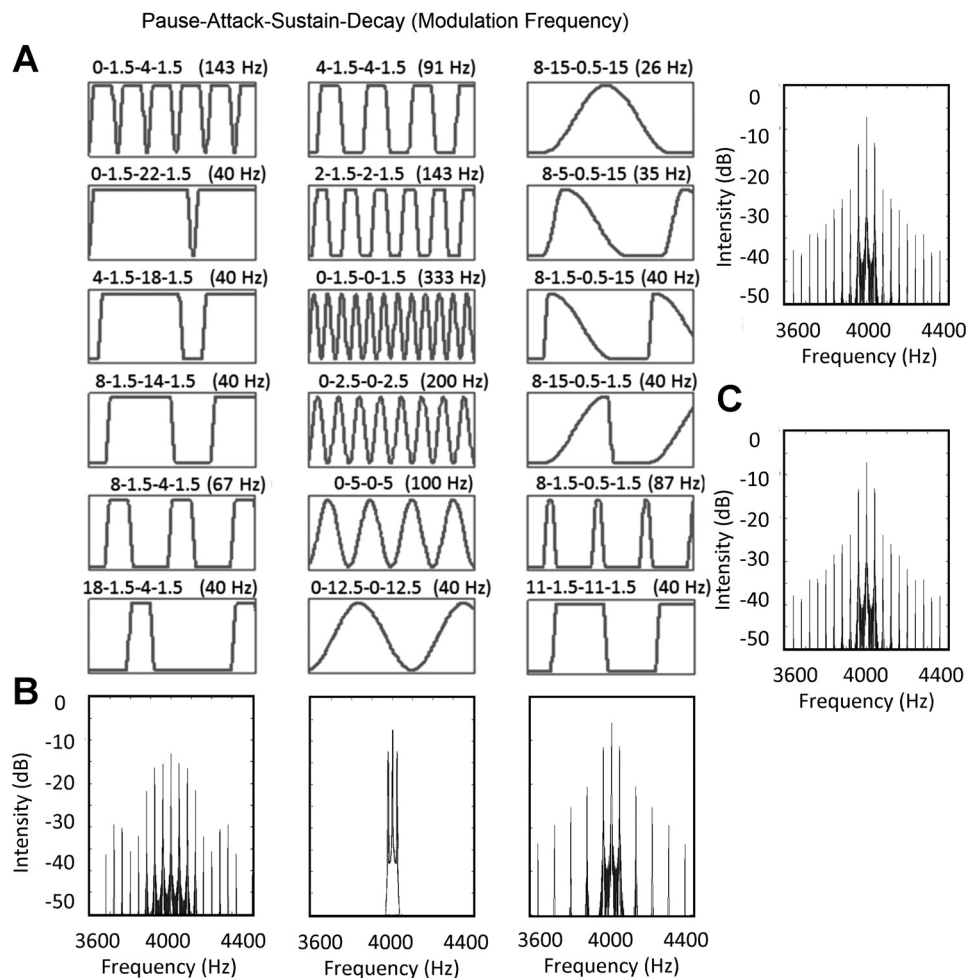 Pause-Attack-Sustain-Decay (Modulation Frequency)
A
0-1.5-4-1.5 (143 Hz)
4-1.5-4-1.5 (91 Hz)
8-15-0.5-15 (26 Hz)
0-1.5-22-1.5 (40 Hz)
2-1.5-2-1.5 (143 Hz)
8-5-0.5-15 (35 Hz)
4-1.5-18-1.5 (40 Hz)
0-1.5-0-1.5 (333 Hz)
8-1.5-0.5-15 (40 Hz)
8-1.5-14-1.5 (40 Hz)
0-2.5-0-2.5 (200 Hz)
8-15-0.5-1.5 (40 Hz)
8-1.5-4-1.5 (67 Hz)
0-5-0-5 (100 Hz)
8-1.5-0.5-1.5 (87 Hz)
18-1.5-4-1.5 (40 Hz)
0-12.5-0-12.5 (40 Hz)
11-1.5-11-1.5 (40 Hz)
0
-10
-20
-30
-40
-50
Intensity (dB)
3600 4000 4400
Frequency (Hz)
C
0
-10
-20
-30
-40
-50
Intensity (dB)
3600 4000 4400
Frequency (Hz)
B
0
-10
-20
-30
-40
-50
Intensity (dB)
3600 4000 4400
Frequency (Hz)
3600 4000 4400
Frequency (Hz)
3600 4000 4400
Frequency (Hz)